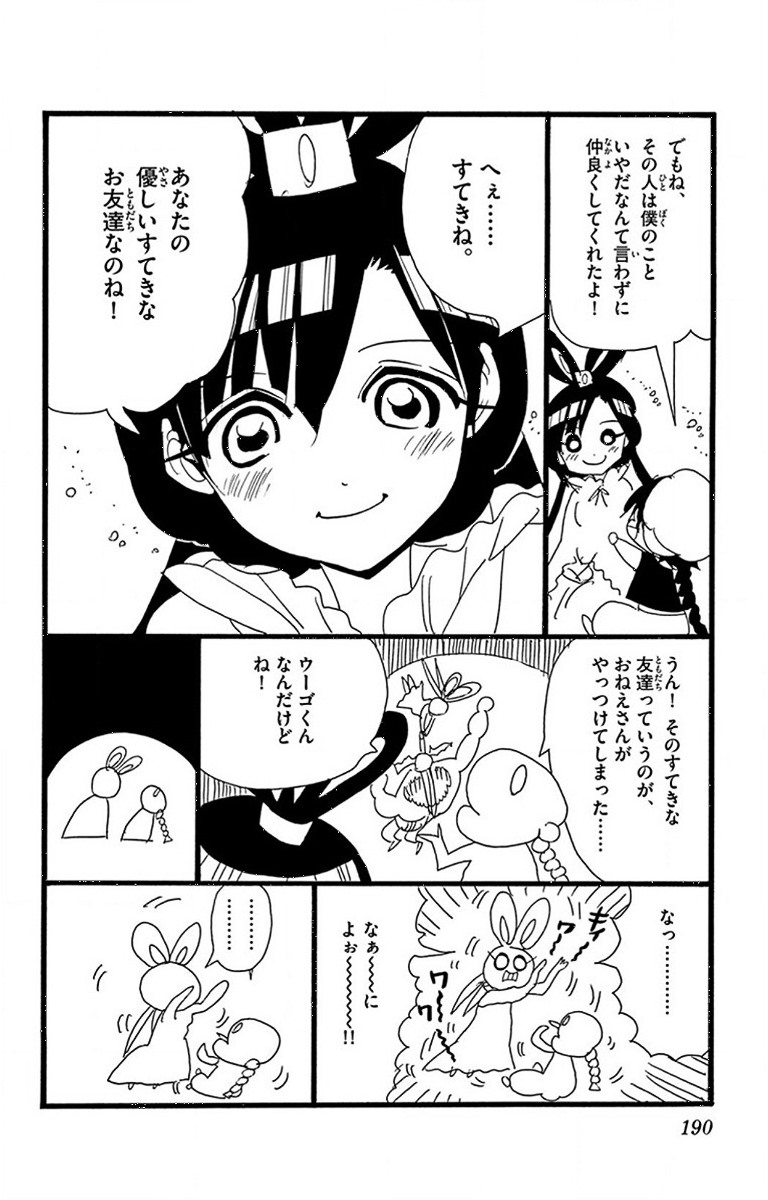 でもね、
その人は僕のこと
いやだなんて言わずに
仲良くしてくれたよ！
へぇ……
すてきね。
あなたの
優しいすてきな
お友達なのね！
うん！そのすてきな
友達っていうのが、
おねえさんが
やっつけてしまった……
ウーゴくん
なんだけど
ね！
なっ…………
キィ
ワ〜
ワ〜
なぁ〜〜に
よぉ〜〜〜!!
………
………
190